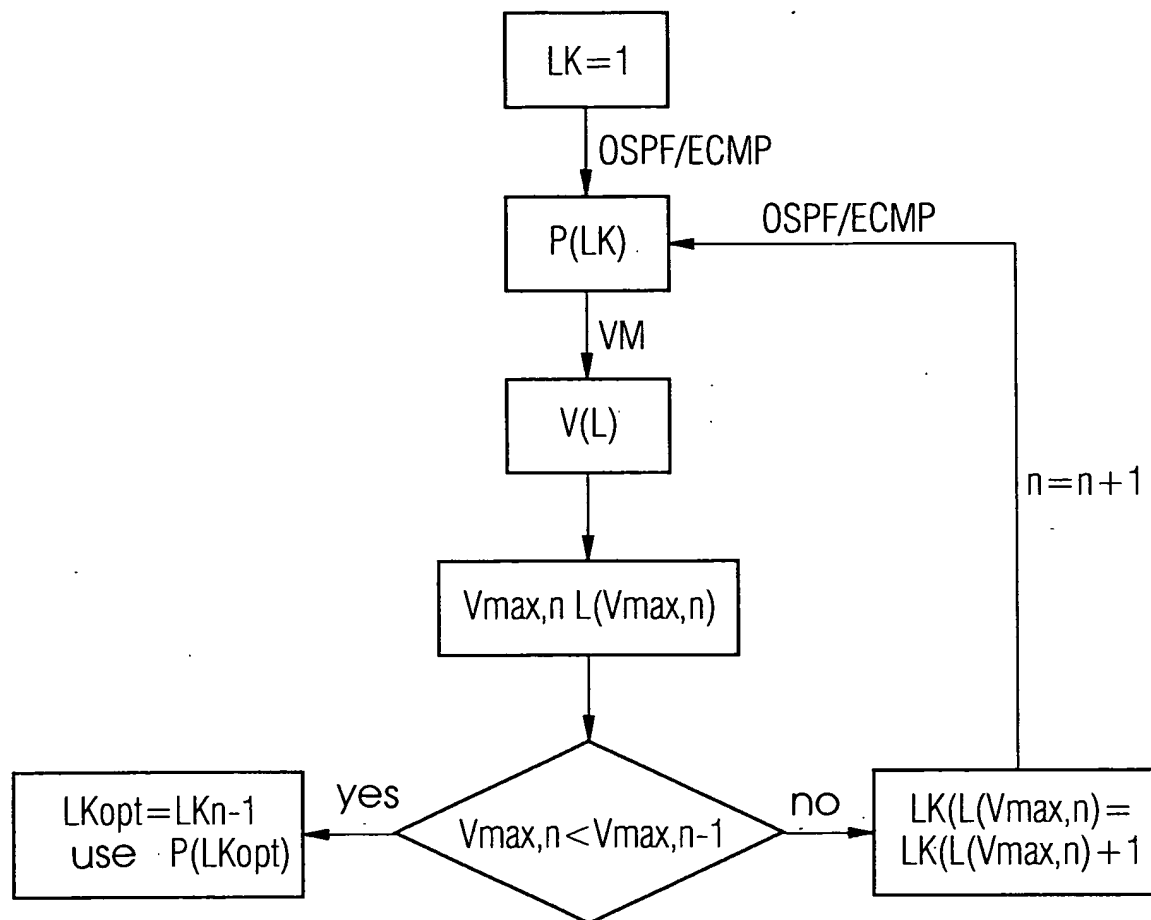 LK=1
OSPF/ECMP
P(LK)
OSPF/ECMP
VM
V(L)
n=n+1
Vmax,n L(Vmax,n)
Vmax,n<Vmax,n-1
yes
no
LKopt=LKn-1
use P(LKopt)
LK(L(Vmax,n)=
LK(L(Vmax,n)+1